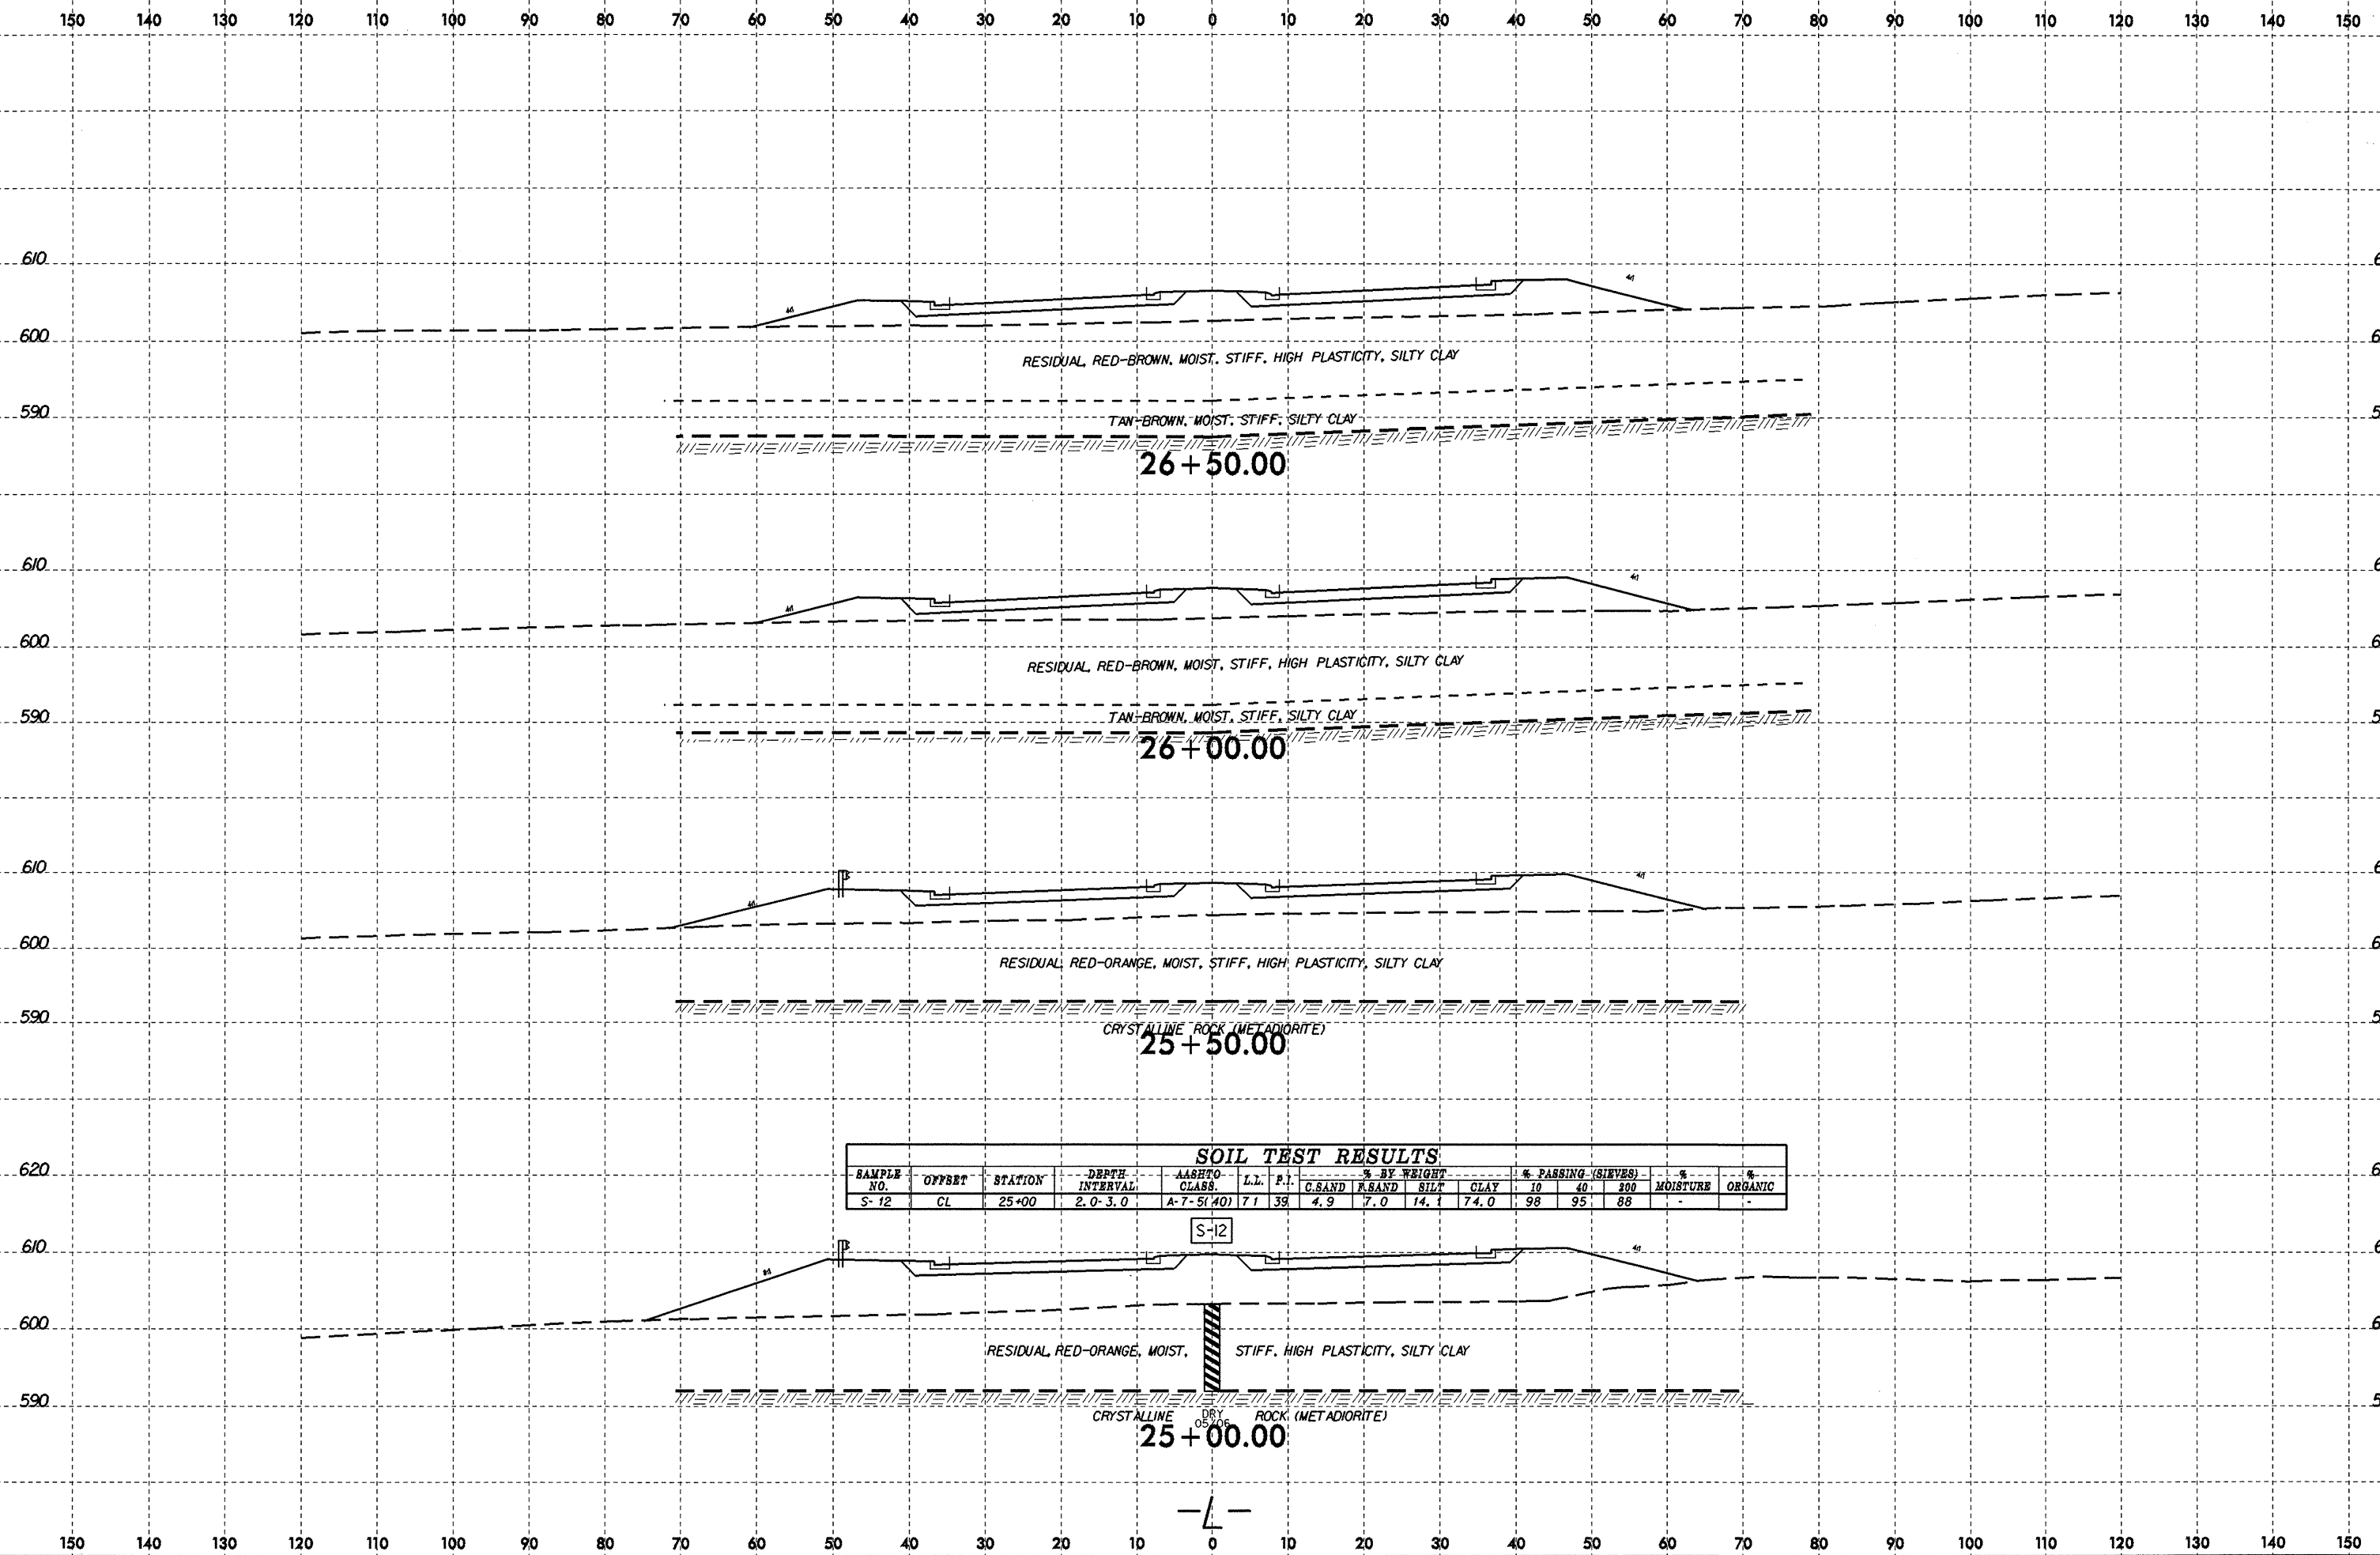 150 140 130 120 110 100 90 80 70 60 50 40 30 20 10 0 10 20 30 40 50 60 70 80 90 100 110 120 130 140 150
610
600
RESIDUAL, RED-BROWN, MOIST, STIFF, HIGH PLASTICITY, SILTY CLAY
590
TAN-BROWN, MOIST, STIFF, SILTY CLAY
26+50.00
610
600
RESIDUAL, RED-BROWN, MOIST, STIFF, HIGH PLASTICITY, SILTY CLAY
590
TAN-BROWN, MOIST, STIFF, SILTY CLAY
26+00.00
610
600
RESIDUAL, RED-ORANGE, MOIST, STIFF, HIGH PLASTICITY, SILTY CLAY
590
CRYSTALLINE ROCK (METADIORITE)
25+50.00
SOIL TEST RESULTS
620
SAMPLE NO. OFFSET STATION DEPTH INTERVAL AASHTO CLASS. L.L. P.I. % BY WEIGHT C.SAND F.SAND SILT CLAY % PASSING (SIEVES) 10 40 200 % MOISTURE % ORGANIC
S-12 CL 25+00 2.0-3.0 A-7-5(40) 71 39 4.9 7.0 14.1 74.0 98 95 88 - -
S-12
610
600
RESIDUAL, RED-ORANGE, MOIST, STIFF, HIGH PLASTICITY, SILTY CLAY
590
CRYSTALLINE ROCK (METADIORITE)
DRY
05/06
25+00.00
-L-
150 140 130 120 110 100 90 80 70 60 50 40 30 20 10 0 10 20 30 40 50 60 70 80 90 100 110 120 130 140 150